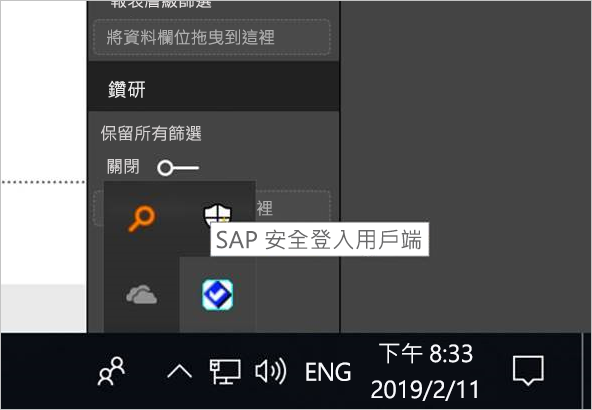 報表層級篩選
將資料欄位拖曳到這裡
鑽研
保留所有篩選
關閉
裡
SAP 安全登入用戶端
ENG
下午 8:33
2019/2/11